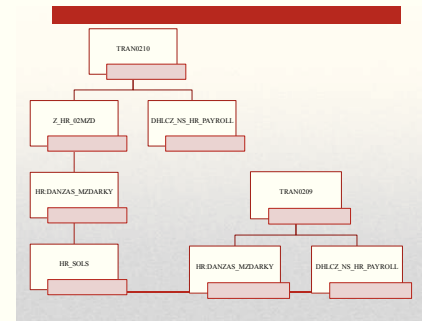 TRAN0210
Z_HR_02MZD
DHLCZ_NS_HR_PAYROLL
HR:DANZAS_MZDARKY
TRAN0209
HR_SOLS
HR:DANZAS_MZDARKY
DHLCZ_NS_HR_PAYROLL